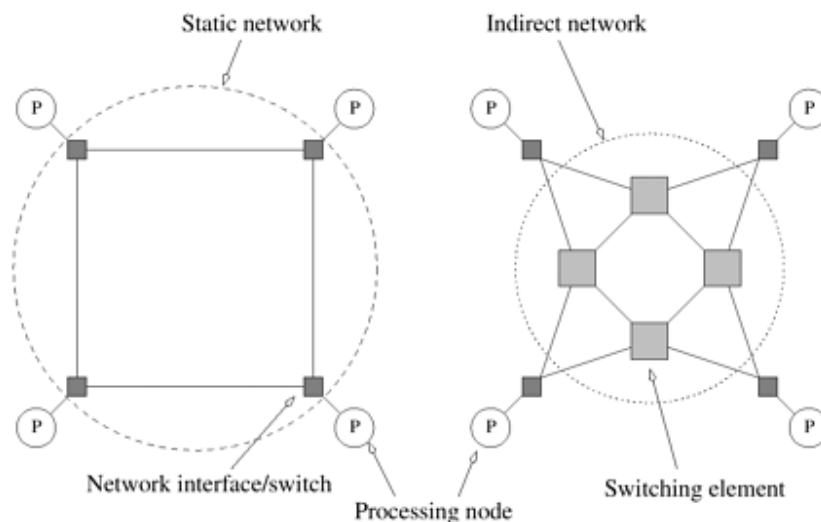 Static network
Indirect network
P
P
P
P
P
P
P
P
Network interface/switch
Processing node
Switching element